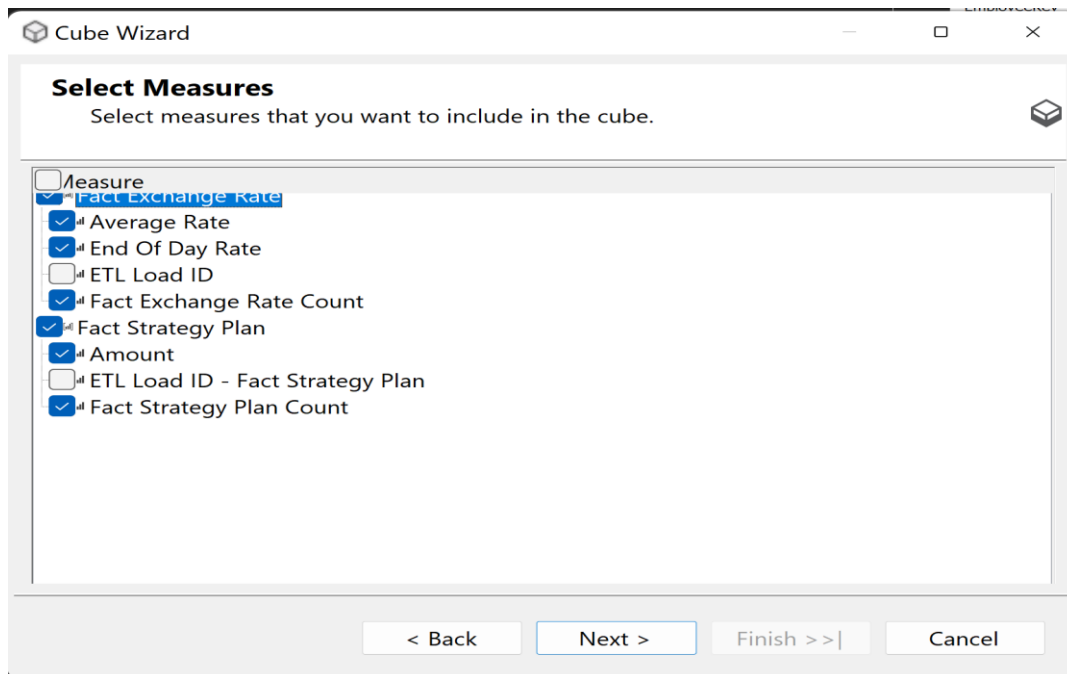 Cube Wizard
Select Measures
Select measures that you want to include in the cube.
Measure
Fact Exchange Rate
Average Rate
End Of Day Rate
ETL Load ID
Fact Exchange Rate Count
Fact Strategy Plan
Amount
ETL Load ID - Fact Strategy Plan
Fact Strategy Plan Count
< Back Next > Finish >>| Cancel